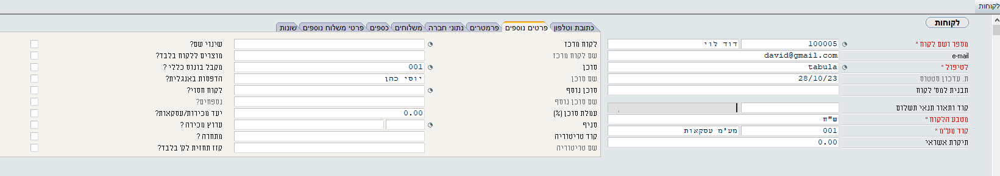 לקוחות
לקוחות
כתובת וטלפון פרטים נוספים פרמטרים נתוני חברה משלוחים כספים פרטי משלוח נוספים שונות
מספר ושם לקוח * 100005 דוד לוי
e-mail david@gmail.com
לטיפול * tabula
ת. עדכון סטטוס 28/10/23
תבנית למס' לקוח
קוד ותאור תנאי תשלום
מטבע הלקוח * ש"ח
קוד מע"מ * 001 מע'מ עסקאות
תיקרת אשראי 0.00
לקוח מרכז
שם לקוח מרכז
סוכן 001
שם סוכן יוסי כהן
סוכן נוסף
שם סוכן נוסף
עמלת סוכן (%) 0.00
סניף
קוד טריטוריה
שם טריטוריה
שינוי שם?
מוצרים ללקוח בלבד?
מקבל בונוס כללי ?
הדפסות באנגלית?
לקוח חסוי?
נספחים?
יעד מכירות/עסקאות?
ערוץ מכירה ?
מתחרה ?
קזז תחזית לק' בלבד?